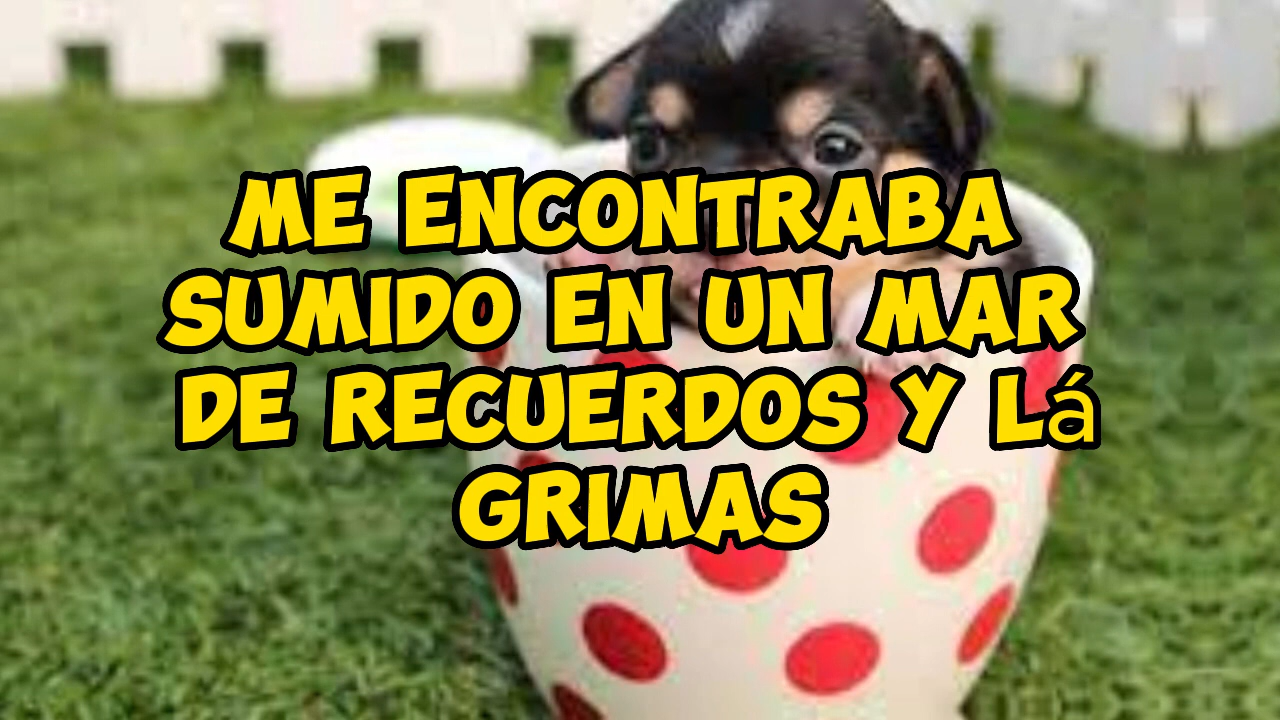 ME ENCONTRABA
SUMIDO EN UN MAR
DE RECUERDOS Y Lá
GRIMAS